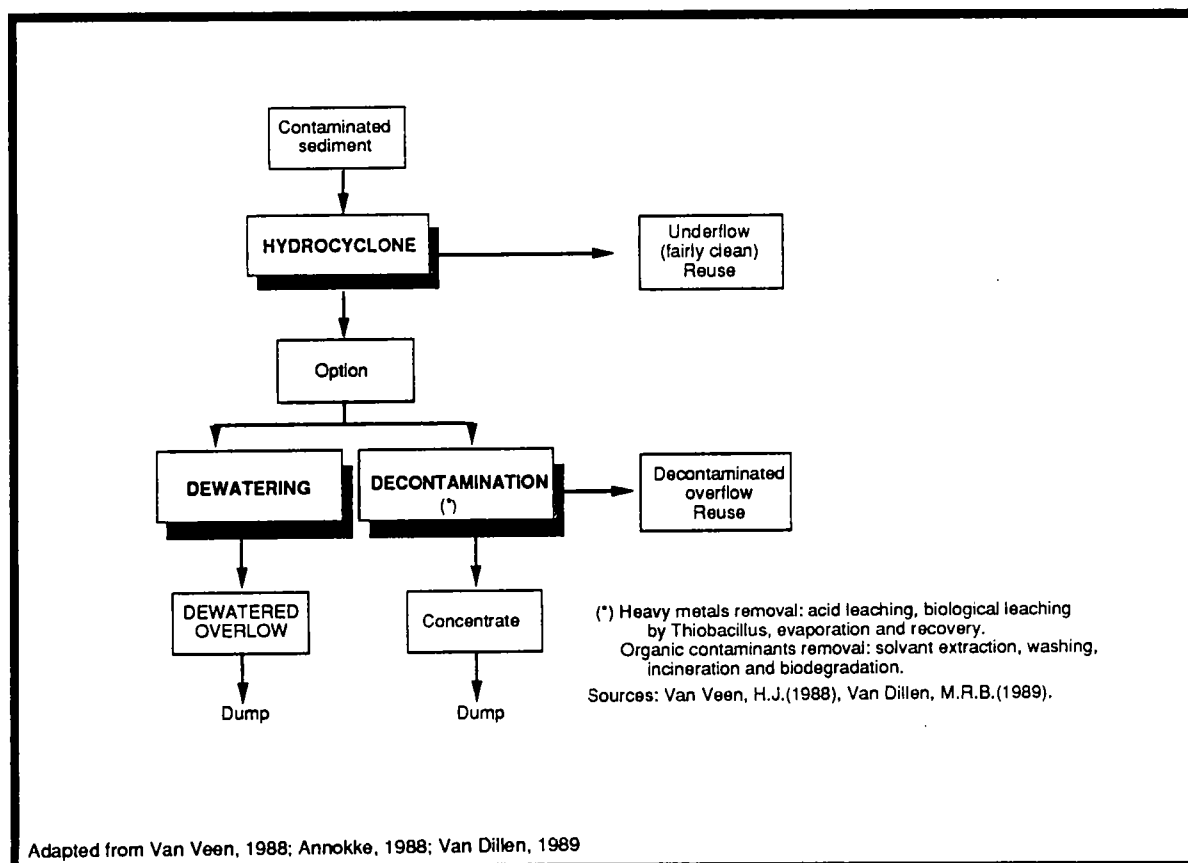 Contaminated
sediment
HYDROCYCLONE
Underflow
(fairly clean)
Reuse
Option
DEWATERING
DECONTAMINATION
(*)
Decontaminated
overflow
Reuse
DEWATERED
OVERLOW
Concentrate
Dump
Dump
(*) Heavy metals removal: acid leaching, biological leaching
by Thiobacillus, evaporation and recovery.
Organic contaminants removal: solvent extraction, washing,
incineration and biodegradation.
Sources: Van Veen, H.J.(1988), Van Dillen, M.R.B.(1989).
Adapted from Van Veen, 1988; Annokke, 1988; Van Dillen, 1989